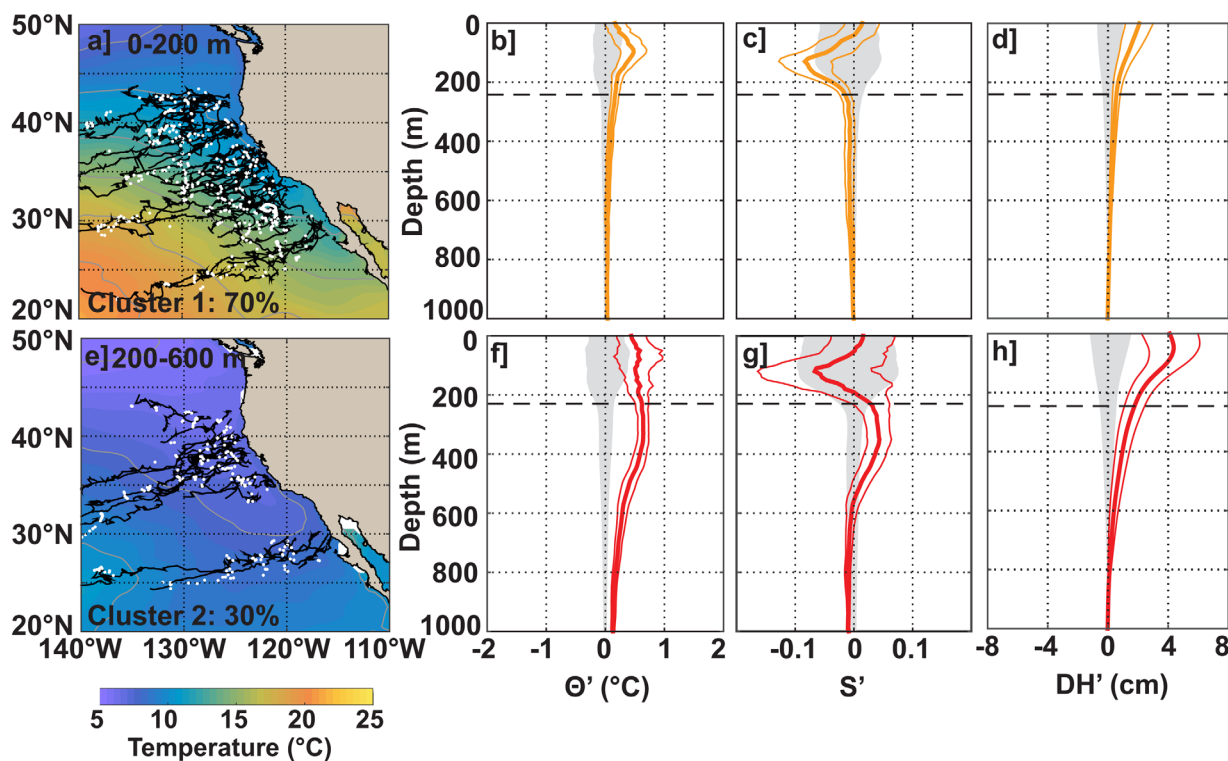 50°N
40°N
30°N
20°N
a] 0-200 m
Cluster 1: 70%
Depth (m)
0
200
400
600
800
1000
b]
c]
d]
50°N
40°N
30°N
20°N
e] 200-600 m
Cluster 2: 30%
140°W 130°W 120°W 110°W
Depth (m)
0
200
400
600
800
1000
f]
g]
h]
-2 -1 0 1 2
-0.1 0 0.1
-8 -4 0 4 8
Θ’ (°C)
S’
DH’ (cm)
5 10 15 20 25
Temperature (°C)